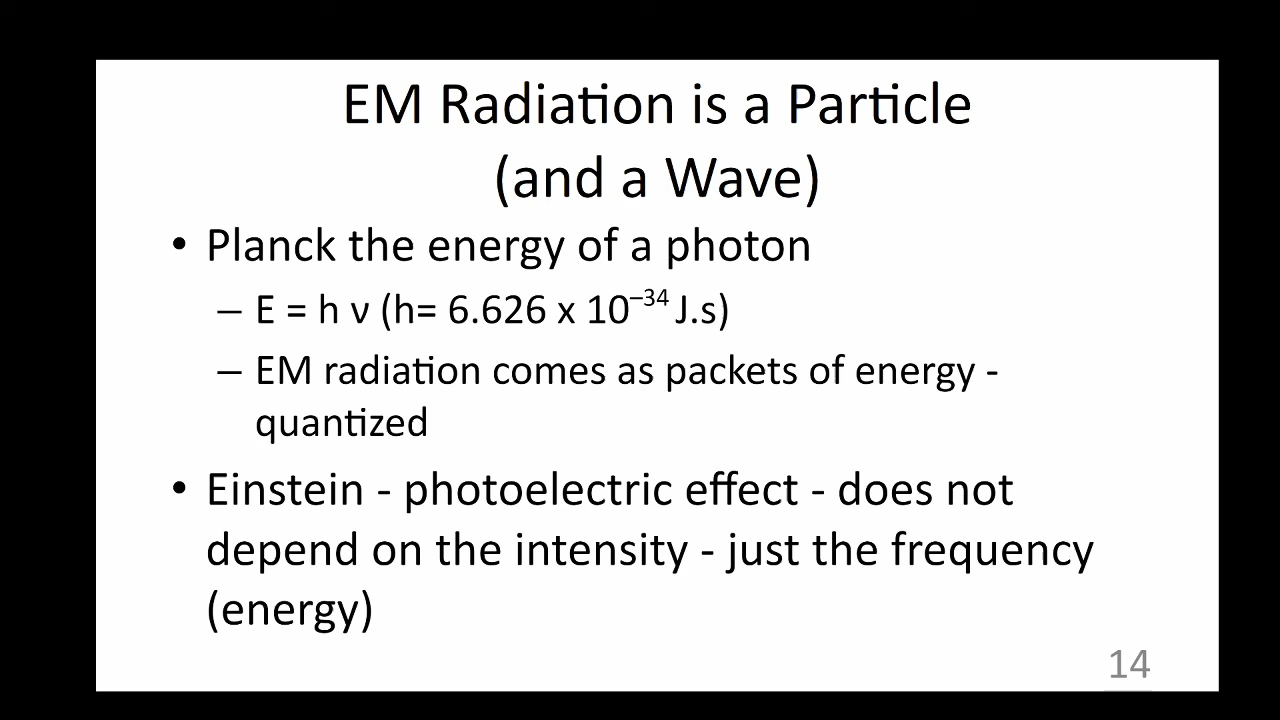 EM Radiation is a Particle
(and a Wave)
• Planck the energy of a photon
– E = h ν (h= 6.626 x 10⁻³⁴ J.s)
– EM radiation comes as packets of energy -
quantized
• Einstein - photoelectric effect - does not
depend on the intensity - just the frequency
(energy)
14